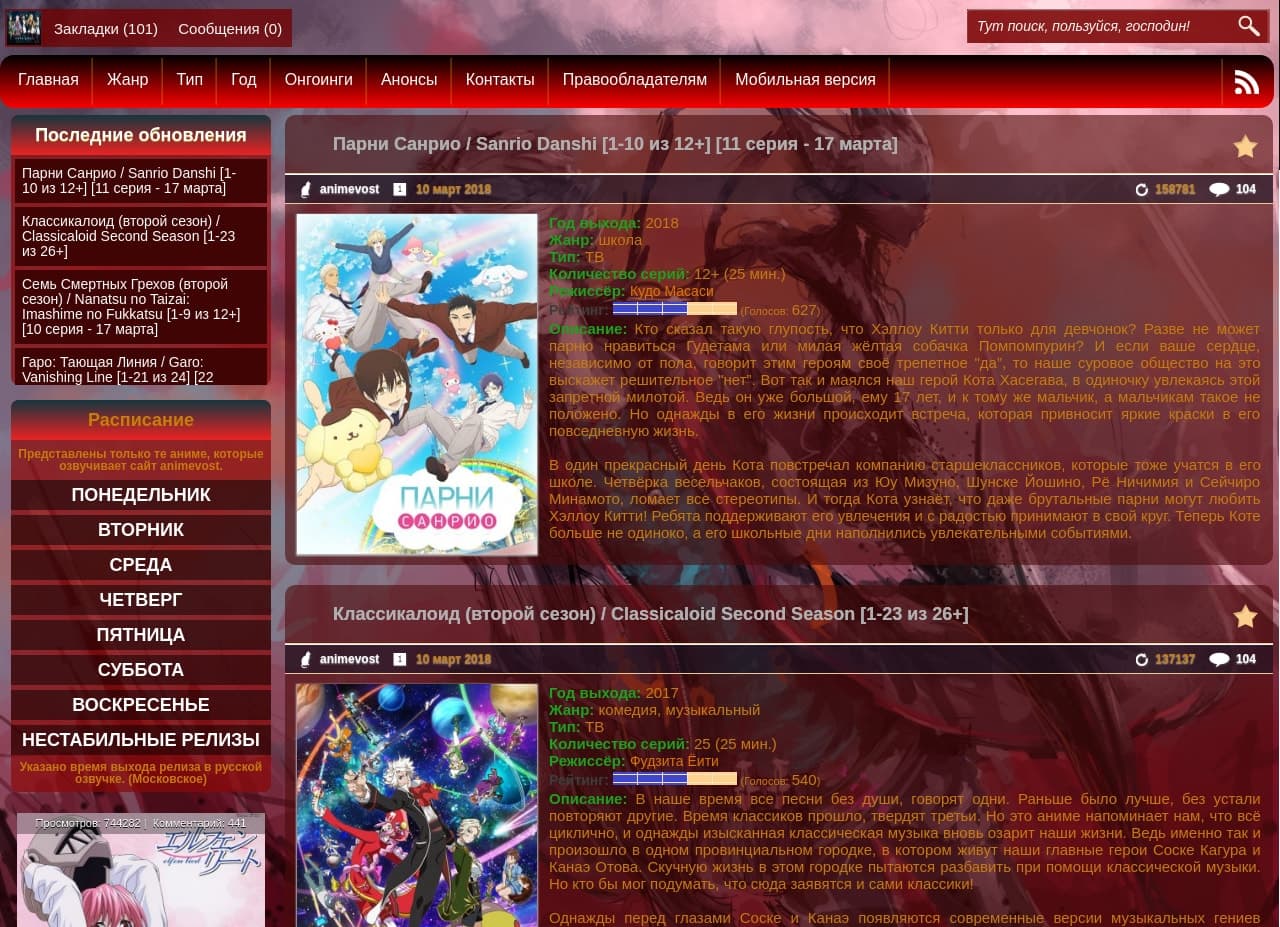 Закладки (101) Сообщения (0)
Тут поиск, пользуйся, господин!
Главная Жанр Тип Год Онгоинги Анонсы Контакты Правообладателям Мобильная версия
Последние обновления
Парни Санрио / Sanrio Danshi [1-
10 из 12+] [11 серия - 17 марта]
Классикалоид (второй сезон) /
Classicaloid Second Season [1-23
из 26+]
Семь Смертных Грехов (второй
сезон) / Nanatsu no Taizai:
Imashime no Fukkatsu [1-9 из 12+]
[10 серия - 17 марта]
Гаро: Тающая Линия / Garo:
Vanishing Line [1-21 из 24] [22
Расписание
Представлены только те аниме, которые
озвучивает сайт animevost.
ПОНЕДЕЛЬНИК
ВТОРНИК
СРЕДА
ЧЕТВЕРГ
ПЯТНИЦА
СУББОТА
ВОСКРЕСЕНЬЕ
НЕСТАБИЛЬНЫЕ РЕЛИЗЫ
Указано время выхода релиза в русской
озвучке. (Московское)
Просмотров: 744282 | Комментарий: 441
エルフェン
リート
elfen lied
Парни Санрио / Sanrio Danshi [1-10 из 12+] [11 серия - 17 марта]
animevost 1 10 март 2018 158781 104
ПАРНИ
САНРИО
Год выхода: 2018
Жанр: школа
Тип: ТВ
Количество серий: 12+ (25 мин.)
Режиссёр: Кудо Масаси
Рейтинг: (Голосов: 627)
Описание: Кто сказал такую глупость, что Хэллоу Китти только для девчонок? Разве не может
парню нравиться Гудетама или милая жёлтая собачка Помпомпурин? И если ваше сердце,
независимо от пола, говорит этим героям своё трепетное "да", то наше суровое общество на это
выскажет решительное "нет". Вот так и маялся наш герой Кота Хасегава, в одиночку увлекаясь этой
запретной милотой. Ведь он уже большой, ему 17 лет, и к тому же мальчик, а мальчикам такое не
положено. Но однажды в его жизни происходит встреча, которая привносит яркие краски в его
повседневную жизнь.
В один прекрасный день Кота повстречал компанию старшеклассников, которые тоже учатся в его
школе. Четвёрка весельчаков, состоящая из Юу Мизуно, Шунске Йошино, Рё Ничимия и Сейчиро
Минамото, ломает все стереотипы. И тогда Кота узнаёт, что даже брутальные парни могут любить
Хэллоу Китти! Ребята поддерживают его увлечения и с радостью принимают в свой круг. Теперь Коте
больше не одиноко, а его школьные дни наполнились увлекательными событиями.
Классикалоид (второй сезон) / Classicaloid Second Season [1-23 из 26+]
animevost 1 10 март 2018 137137 104
Год выхода: 2017
Жанр: комедия, музыкальный
Тип: ТВ
Количество серий: 25 (25 мин.)
Режиссёр: Фудзита Ёити
Рейтинг: (Голосов: 540)
Описание: В наше время все песни без души, говорят одни. Раньше было лучше, без устали
повторяют другие. Время классиков прошло, твердят третьи. Но это аниме напоминает нам, что всё
циклично, и однажды изысканная классическая музыка вновь озарит наши жизни. Ведь именно так и
произошло в одном провинциальном городке, в котором живут наши главные герои Соске Кагура и
Канаэ Отова. Скучную жизнь в этом городке пытаются разбавить при помощи классической музыки.
Но кто бы мог подумать, что сюда заявятся и сами классики!
Однажды перед глазами Соске и Канаэ появляются современные версии музыкальных гениев